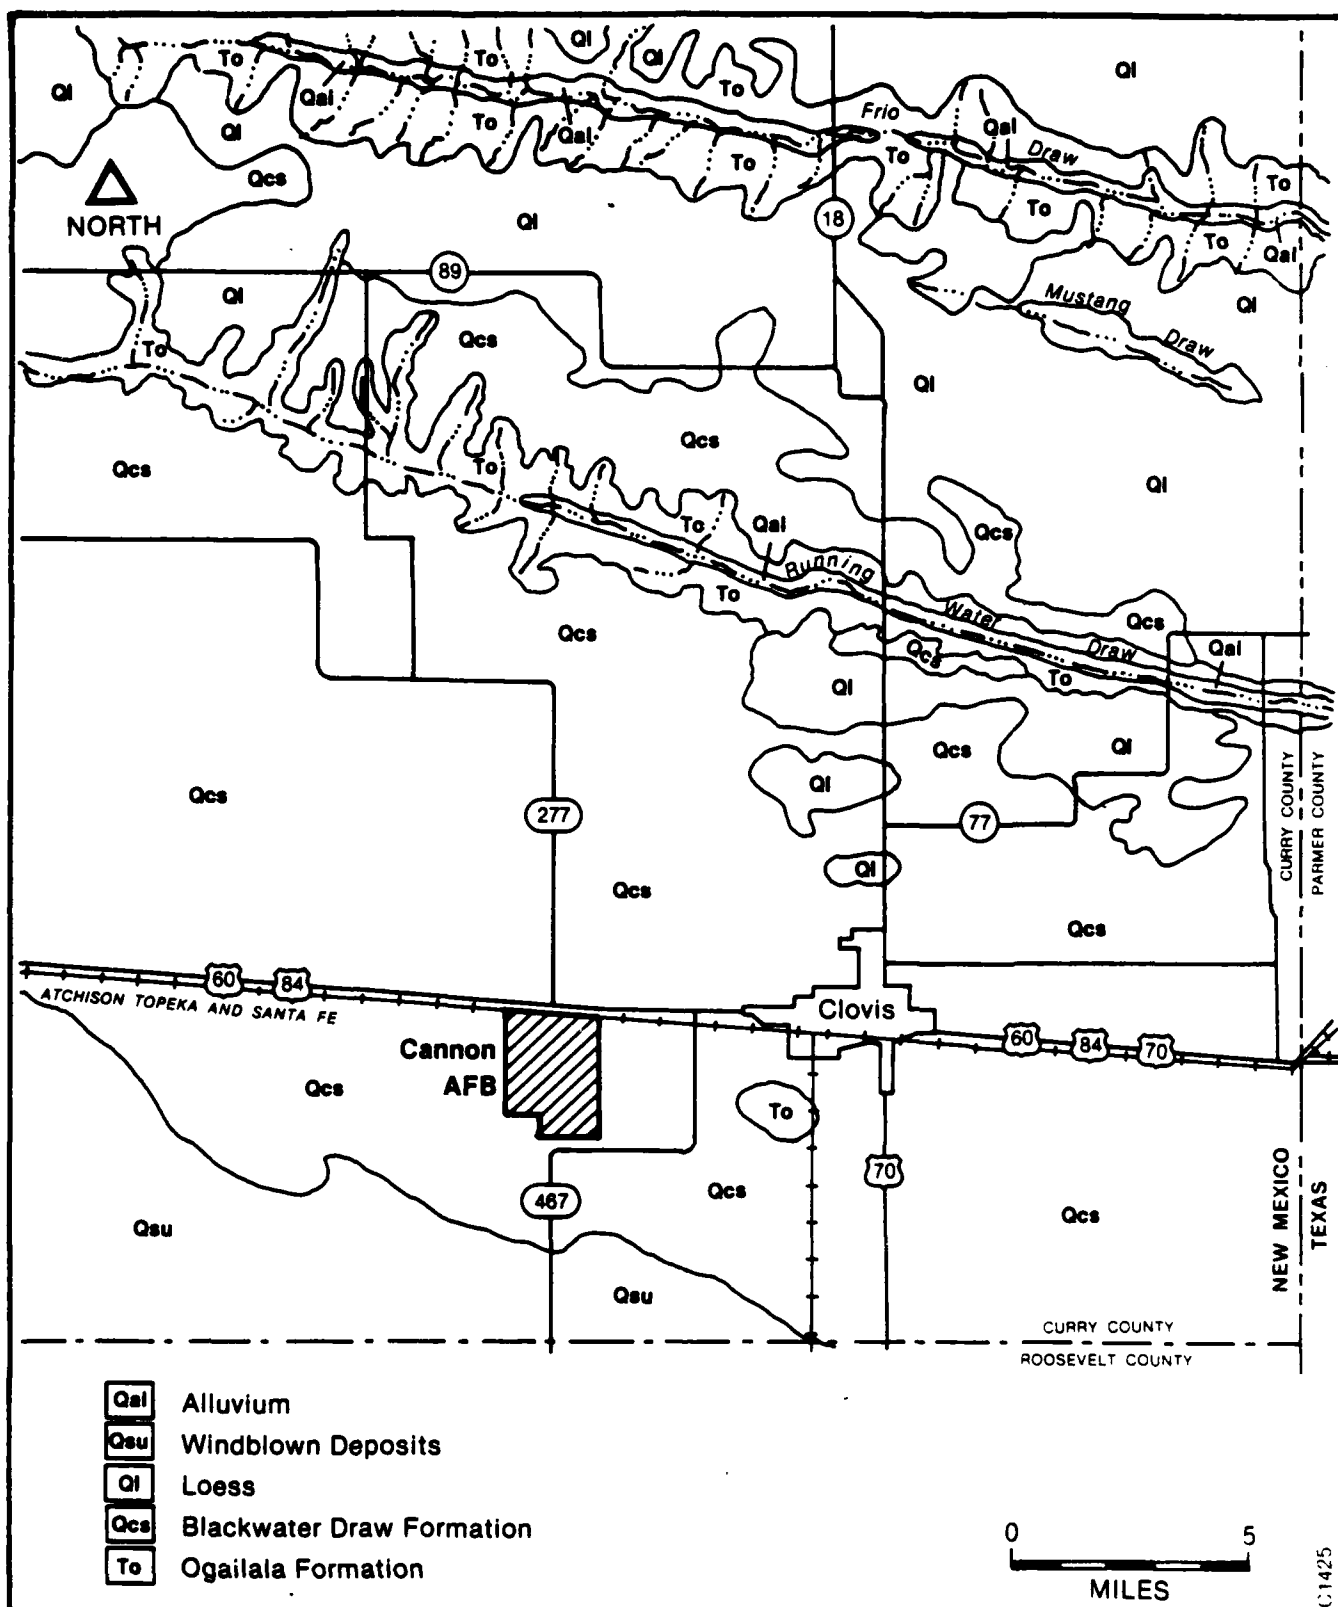 Ql
Ql
To
To
Ql
To
Ql
Qal
Ql
To
Qal
To
Frio
To
Qal
Draw
To
Qcs
Ql
18
To
To
Qal
NORTH
89
Ql
Ql
Mustang
Draw
To
Qcs
Ql
Qcs
Qcs
To
Ql
Tc
Qal
Qcs
Running
To
Water
Qcs
Qcs
Draw
Qal
Qcs
To
Ql
Qcs
Ql
Ql
Qcs
277
77
CURRY COUNTY
PARMER COUNTY
Ql
Qcs
Qcs
60
84
ATCHISON TOPEKA AND SANTA FE
Clovis
60
84
70
Cannon
AFB
Qcs
To
70
467
Qcs
Qcs
Qsu
Qsu
NEW MEXICO
TEXAS
CURRY COUNTY
ROOSEVELT COUNTY
Qal Alluvium
Qsu Windblown Deposits
Ql Loess
Qcs Blackwater Draw Formation
To Ogailala Formation
0 5
MILES
C1425